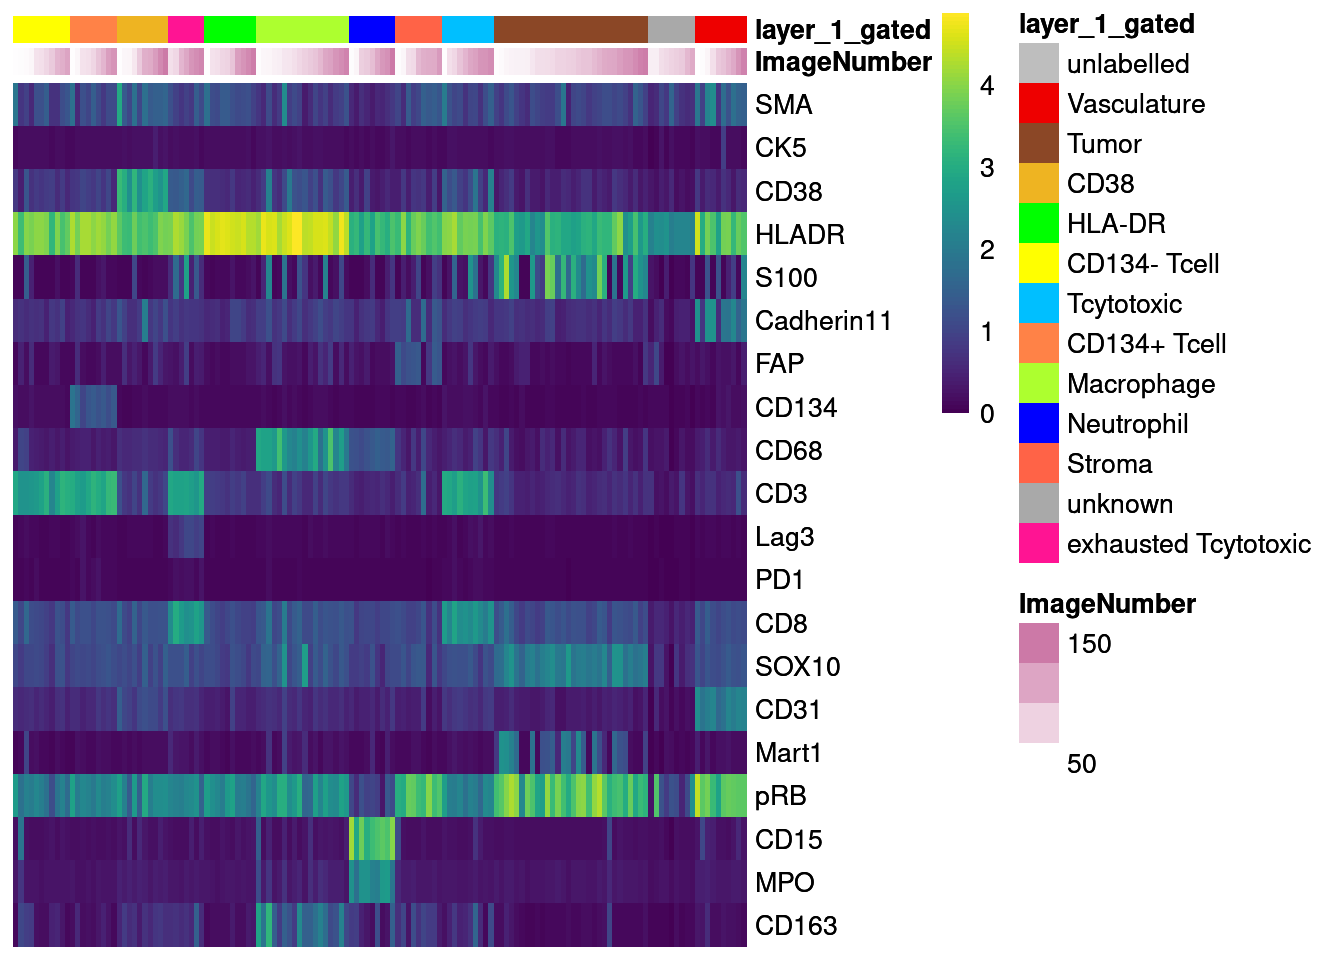 layer_1_gated
ImageNumber
SMA
CK5
CD38
HLADR
S100
Cadherin11
FAP
CD134
CD68
CD3
Lag3
PD1
CD8
SOX10
CD31
Mart1
pRB
CD15
MPO
CD163
4
3
2
1
0
layer_1_gated
unlabelled
Vasculature
Tumor
CD38
HLA-DR
CD134- Tcell
Tcytotoxic
CD134+ Tcell
Macrophage
Neutrophil
Stroma
unknown
exhausted Tcytotoxic
ImageNumber
150
50